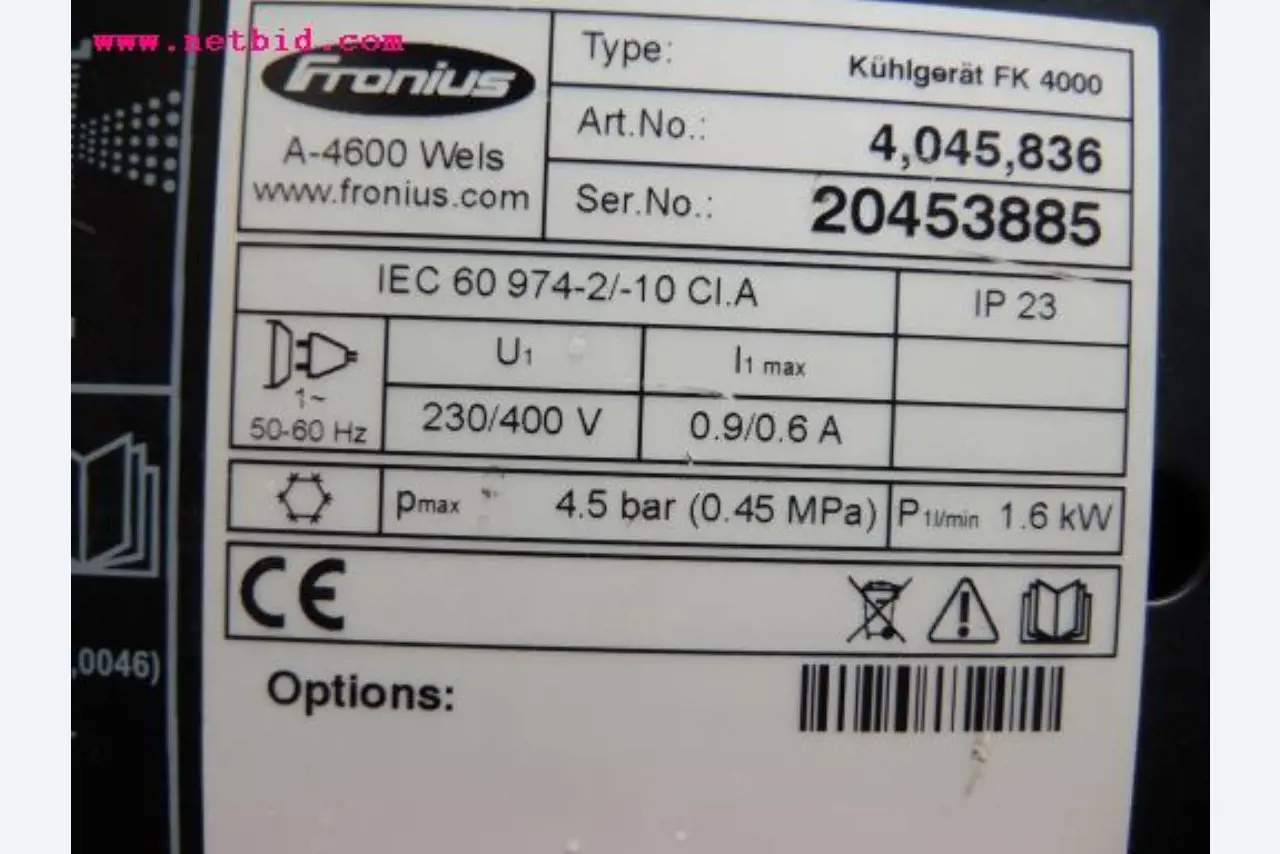 www.netbid.com
Fronius
A-4600 Wels
www.fronius.com
Type: Kühlgerät FK 4000
Art.No.: 4,045,836
Ser.No.: 20453885
IEC 60 974-2/-10 Cl.A IP 23
U1 I1 max
1~
50-60 Hz 230/400 V 0.9/0.6 A
pmax 4.5 bar (0.45 MPa) P1l/min 1.6 kW
CE
Options:
,0046)